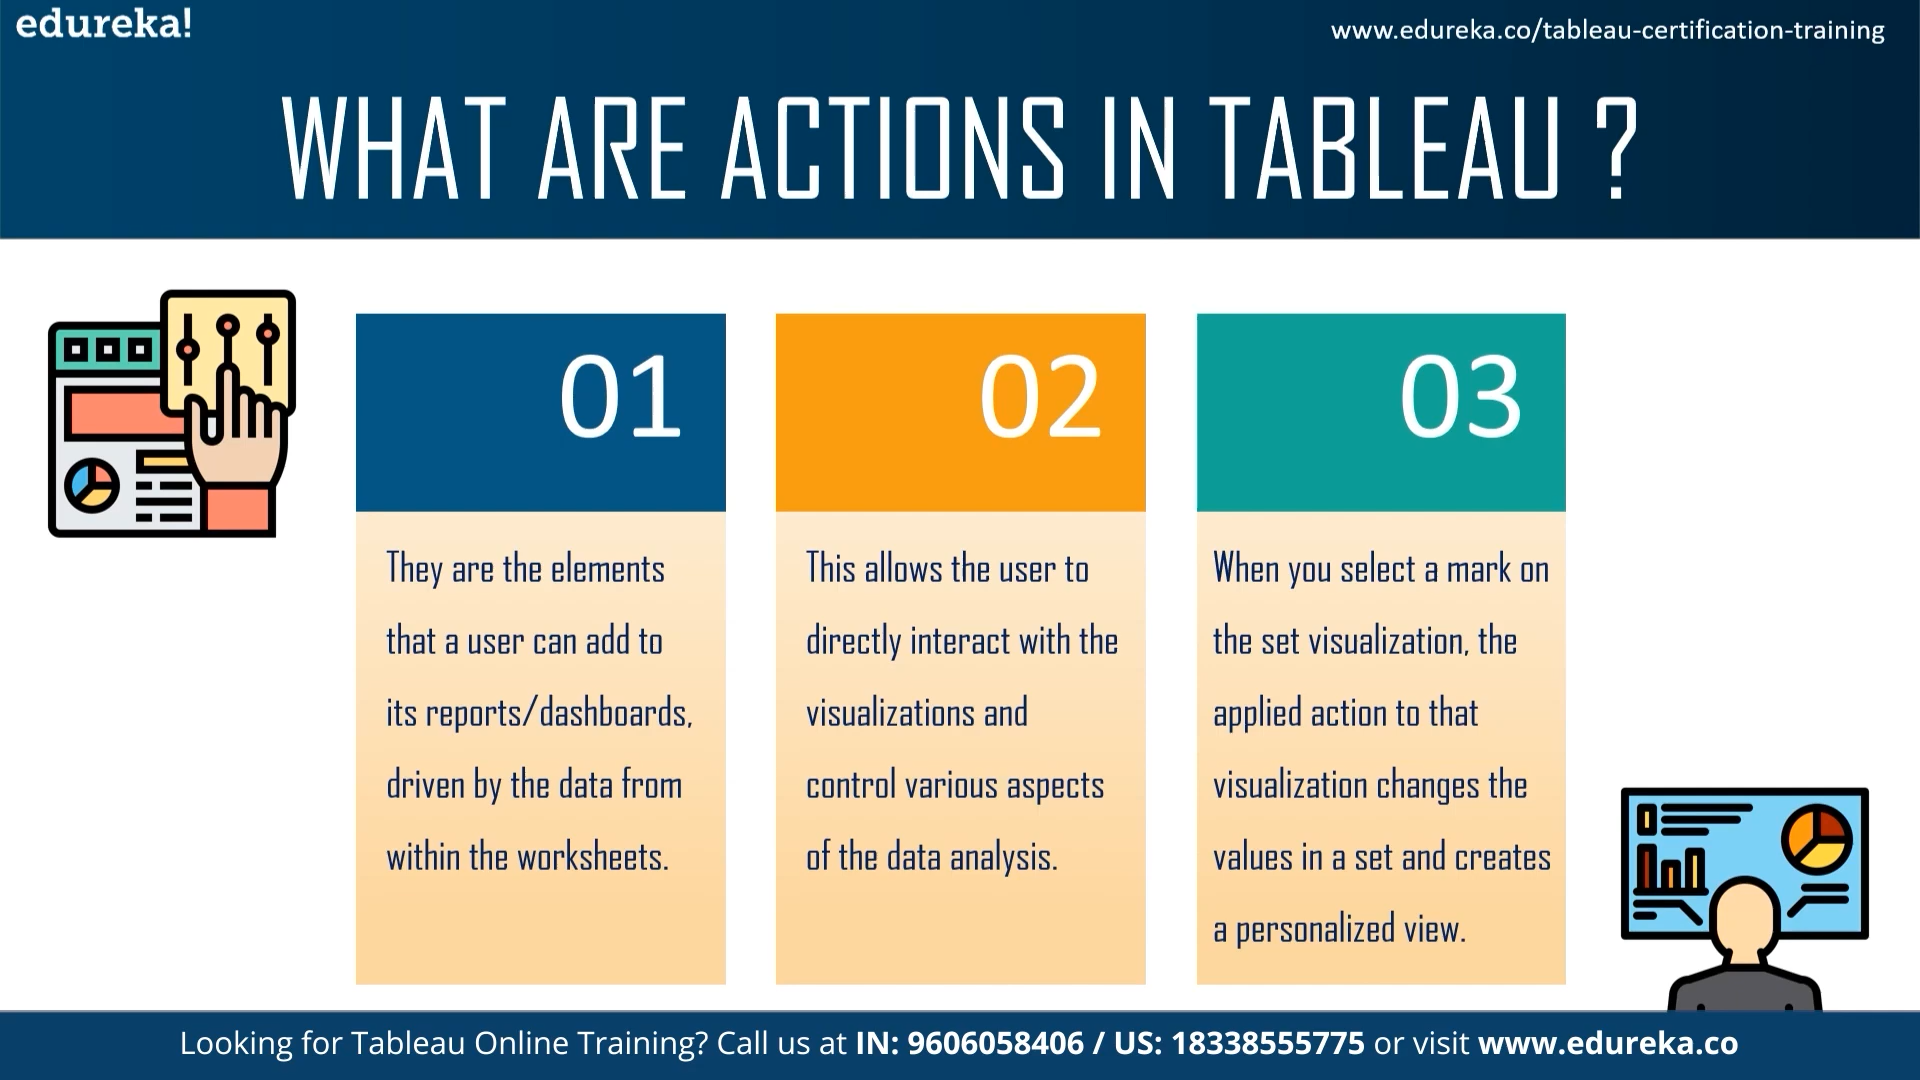 edureka!
www.edureka.co/tableau-certification-training
WHAT ARE ACTIONS IN TABLEAU ?
01
They are the elements
that a user can add to
its reports/dashboards,
driven by the data from
within the worksheets.
02
This allows the user to
directly interact with the
visualizations and
control various aspects
of the data analysis.
03
When you select a mark on
the set visualization, the
applied action to that
visualization changes the
values in a set and creates
a personalized view.
Looking for Tableau Online Training? Call us at IN: 9606058406 / US: 18338555775 or visit www.edureka.co